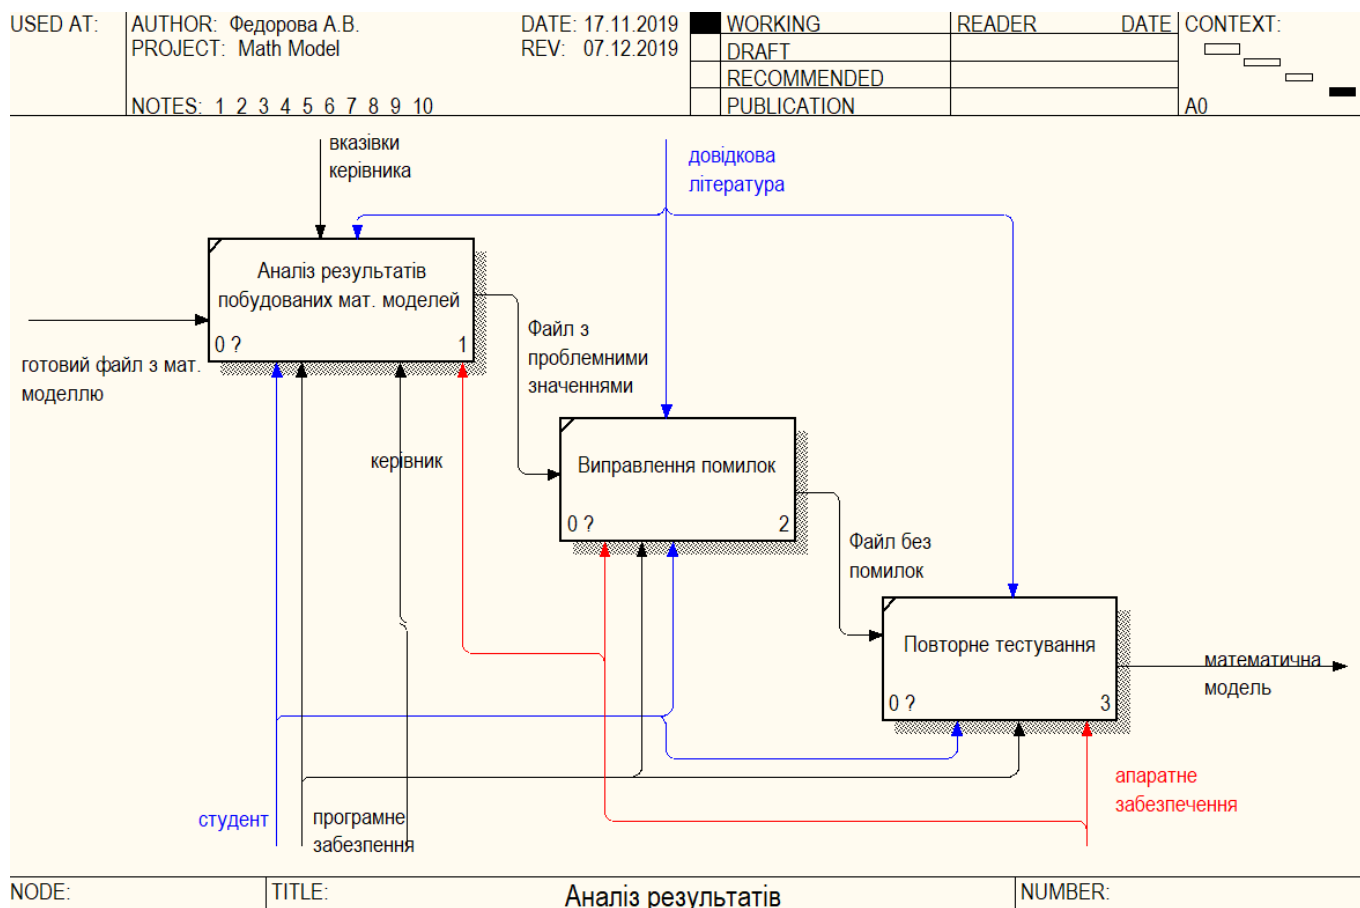 USED AT:
AUTHOR: Федорова А.В.
DATE: 17.11.2019
WORKING
READER
DATE
CONTEXT:
PROJECT: Math Model
REV: 07.12.2019
DRAFT
RECOMMENDED
NOTES: 1 2 3 4 5 6 7 8 9 10
PUBLICATION
A0
вказівки
керівника
довідкова
література
Аналіз результатів
побудованих мат. моделей
0 ?
1
готовий файл з мат.
моделлю
Файл з
проблемними
значеннями
керівник
Виправлення помилок
0 ?
2
Файл без
помилок
Повторне тестування
0 ?
3
математична
модель
апаратне
забезпечення
студент
програмне
забезпення
NODE:
TITLE:
Аналіз результатів
NUMBER: